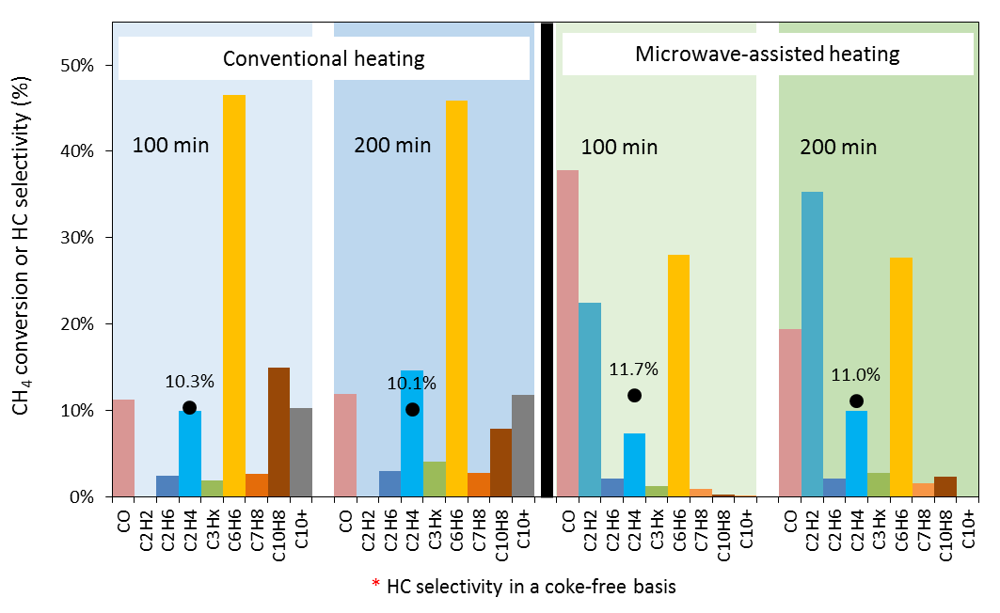 Conventional heating
Microwave-assisted heating
CH4 conversion or HC selectivity (%)
50%
40%
30%
20%
10%
0%
100 min
200 min
100 min
200 min
10.3%
10.1%
11.7%
11.0%
CO
C2H2
C2H6
C2H4
C3Hx
C6H6
C7H8
C10H8
C10+
CO
C2H2
C2H6
C2H4
C3Hx
C6H6
C7H8
C10H8
C10+
CO
C2H2
C2H6
C2H4
C3Hx
C6H6
C7H8
C10H8
C10+
CO
C2H2
C2H6
C2H4
C3Hx
C6H6
C7H8
C10H8
C10+
* HC selectivity in a coke-free basis